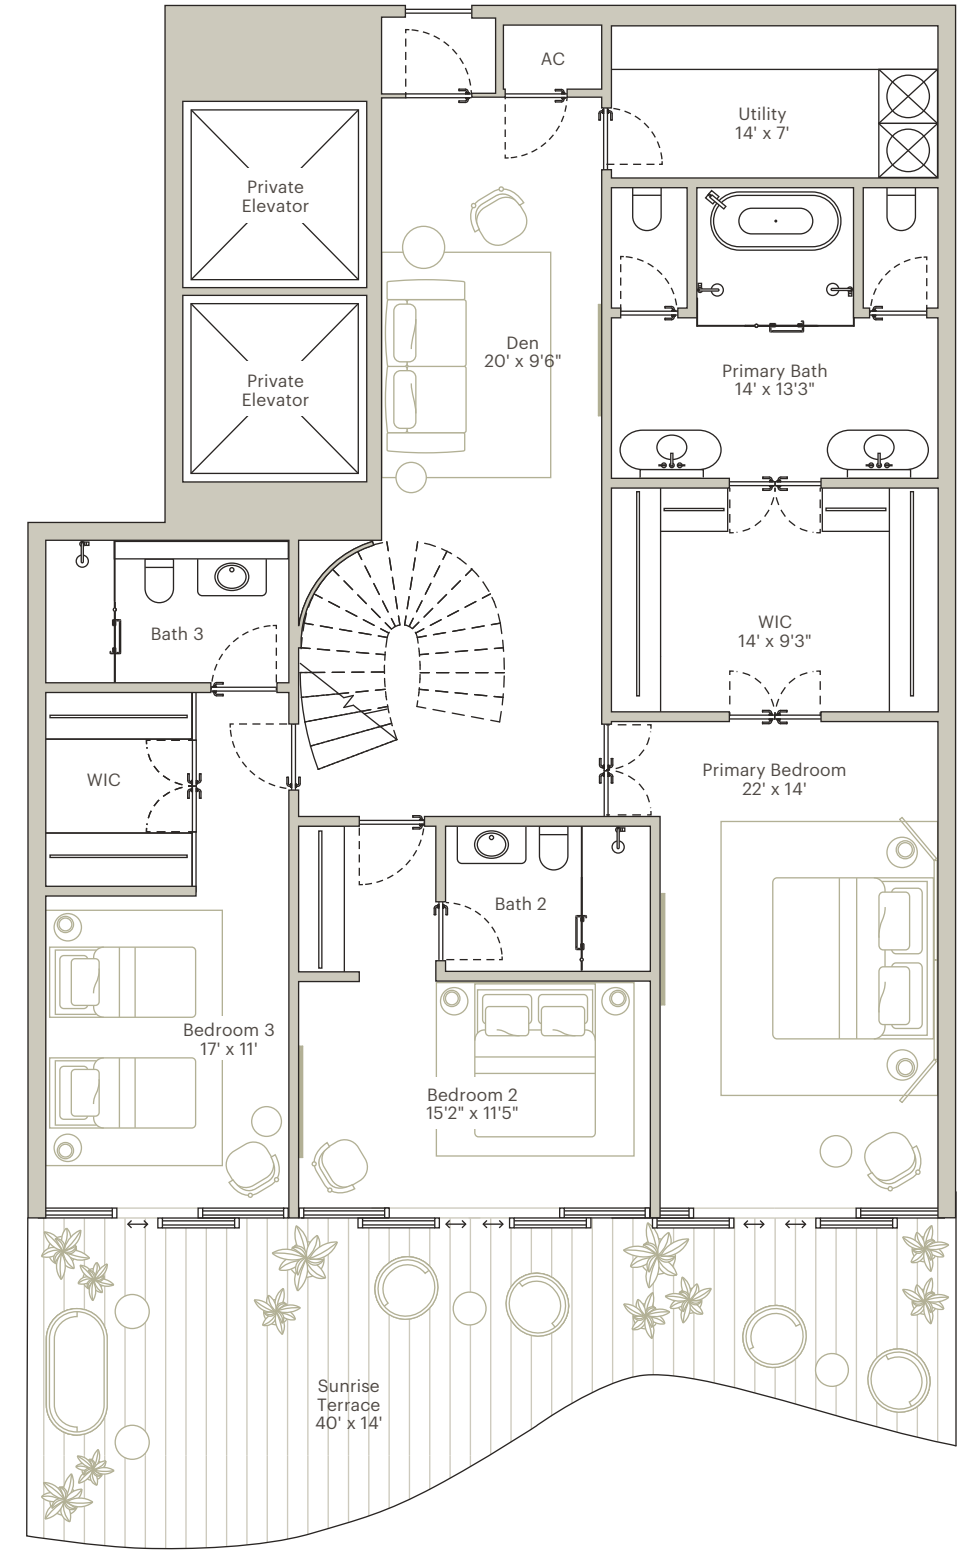 AC
Utility
14' x 7'
Private
Elevator
Den
20' x 9'6"
Private
Elevator
Primary Bath
14' x 13'3"
Bath 3
WIC
14' x 9'3"
WIC
Primary Bedroom
22' x 14'
Bath 2
Bedroom 3
17' x 11'
Bedroom 2
15'2" x 11'5"
Sunrise
Terrace
40' x 14'